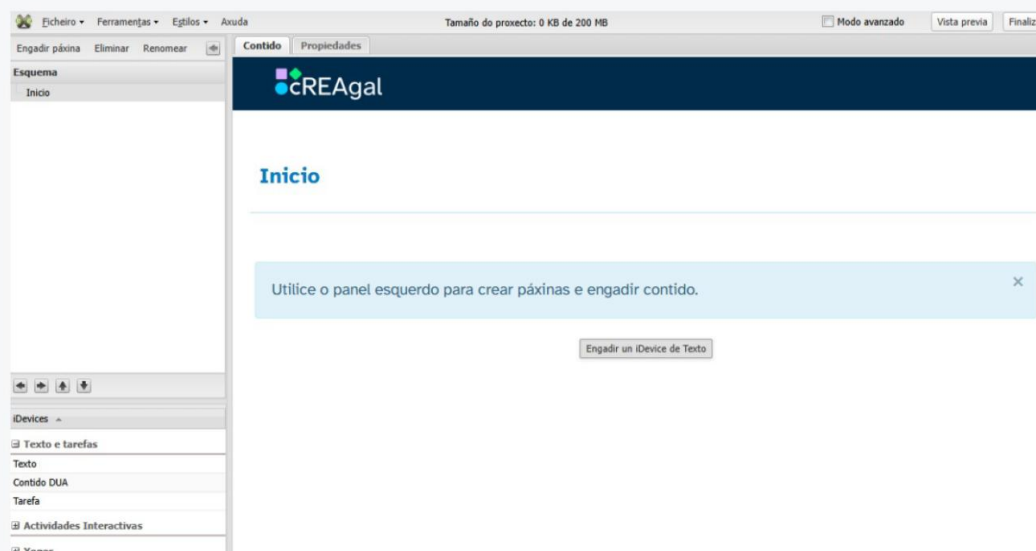 Ficheiro Ferramentas Estilos Axuda Tamaño do proxecto: 0 KB de 200 MB Modo avanzado Vista previa Finaliz
Engadir páxina Eliminar Renomear Contido Propiedades
Esquema
Inicio
cREAgal
Inicio
Utilice o panel esquerdo para crear páxinas e engadir contido.
Engadir un iDevice de Texto
iDevices
Texto e tarefas
Texto
Contido DUA
Tarefa
Actividades Interactivas
Xogos